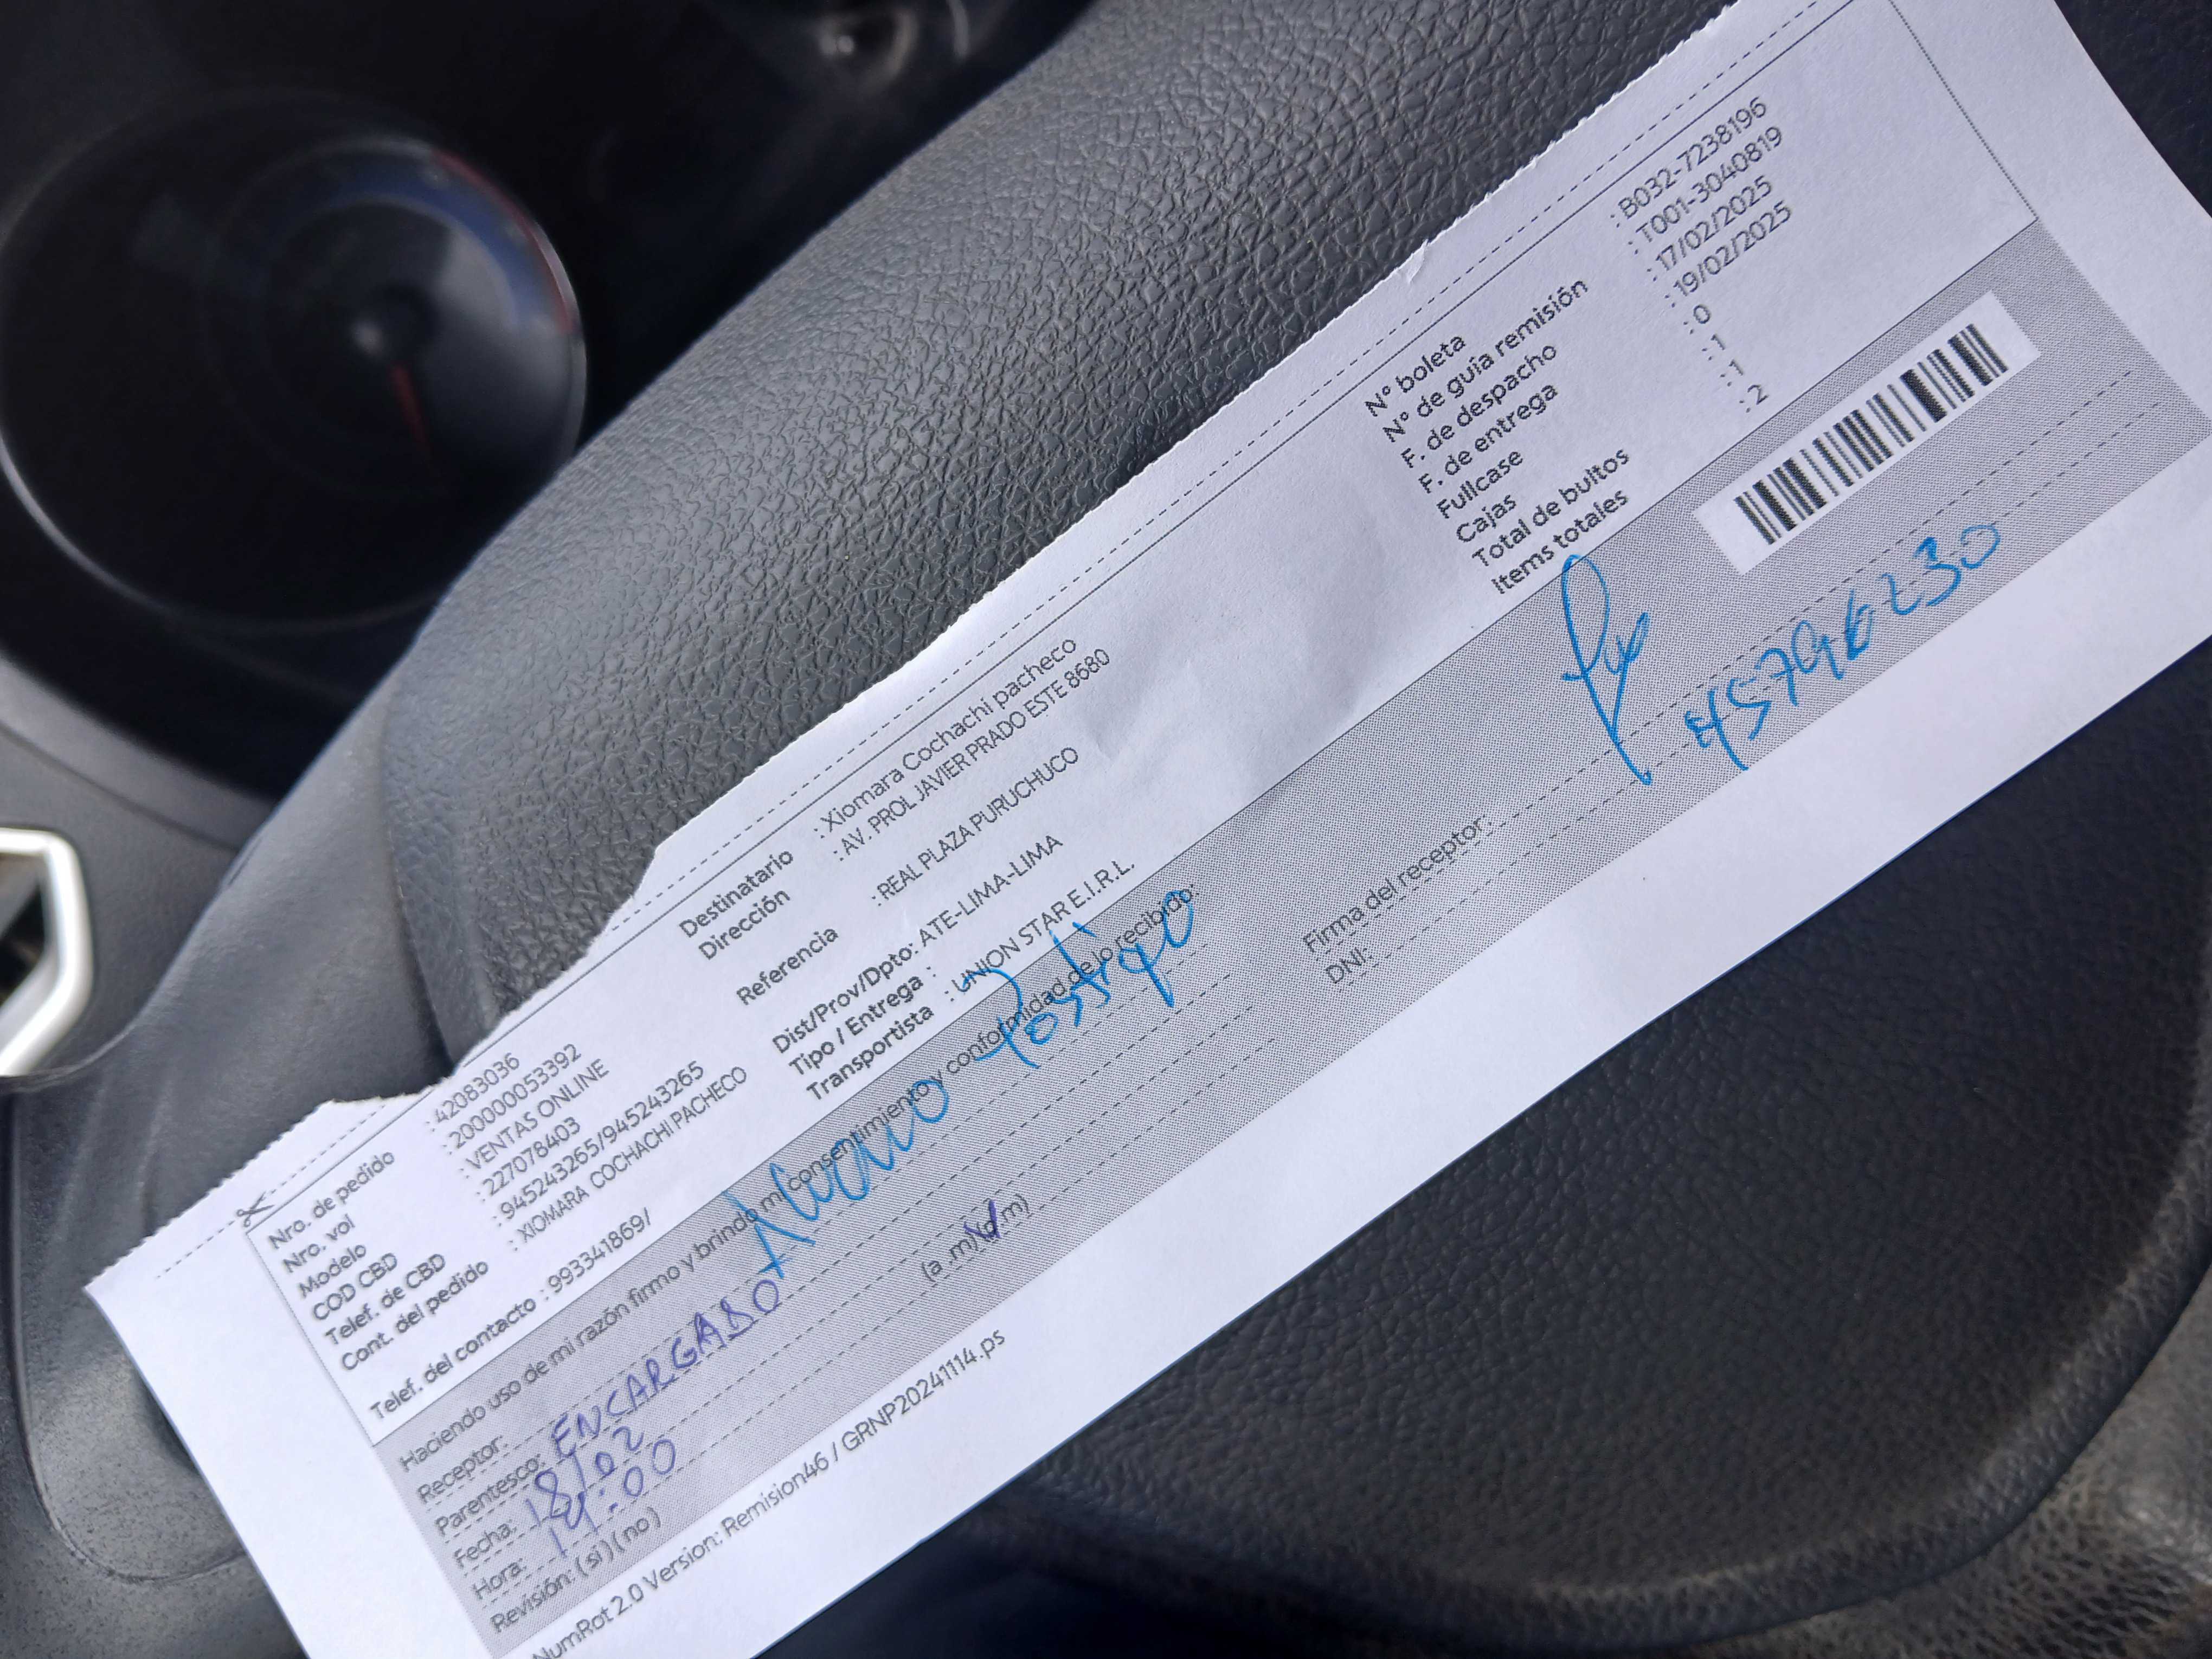 Nro. de pedido : 42083036
Nro. vol : 200000053392
Modelo : VENTAS ONLINE
COD CBD : 227078403
Telef. de CBD : 945243265/945243265
Cont. del pedido : XIOMARA COCHACHI PACHECO
Telef. del contacto : 993341869/
Destinatario : Xiomara Cochachi pacheco
Dirección : AV. PROL JAVIER PRADO ESTE 8680
Referencia : REAL PLAZA PURUCHUCO
Dist/Prov/Dpto: ATE-LIMA-LIMA
Tipo / Entrega :
Transportista : UNION STAR E.I.R.L.
N° boleta : B032-7238196
N° de guía remisión : T001-3040819
F. de despacho : 17/02/2025
F. de entrega : 19/02/2025
Fullcase : 0
Cajas : 1
Total de bultos : 1
Items totales : 2
Haciendo uso de mi razón firmo y brindo mi consentimiento y conformidad de lo recibido:
Receptor: Postigo
Parentesco: ENCARGADO
Fecha: 18/02
Hora: 14:00 (a .m) (p.m)
Revisión: ( si ) ( no )
Firma del receptor:
DNI: 45796230
NumRot 2.0 Version: Remision46 / GRNP20241114.ps